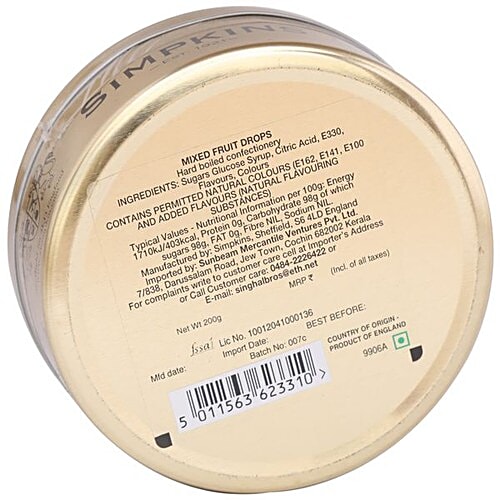 SIMPKINS
EST. 1921
MIXED FRUIT DROPS
Hard boiled confectionery
INGREDIENTS: Sugars Glucose Syrup, Citric Acid, E330,
Flavours, Colours
CONTAINS PERMITTED NATURAL COLOURS (E162, E141, E100
AND ADDED FLAVOURS (NATURAL FLAVOURING
SUBSTANCES)
Typical Values - Nutritional Information per 100g: Energy
1710KJ/403kcal, Protein 0g, Carbohydrate 98g of which
sugars 98g, FAT 0g, Fibre NIL, Sodium NIL.
Manufactured by: Simpkins, Sheffield, S6 4LD England
Imported by: Sunbeam Mercantile Ventures Pvt. Ltd.
7/838, Darussalam Road, Jew Town, Cochin 682002 Kerala
For complaints write to customer care cell at Importer's Address
or Call Customer Care: 0484-2226422 or
E-mail: singhalbros@eth.net
MRP ₹ (Incl. of all taxes)
Net Wt 200g
fssai Lic No. 10012041000136
Import Date: BEST BEFORE:
Mfd date: Batch No: 007c
COUNTRY OF ORIGIN -
PRODUCT OF ENGLAND
9906A
5 011563 623310